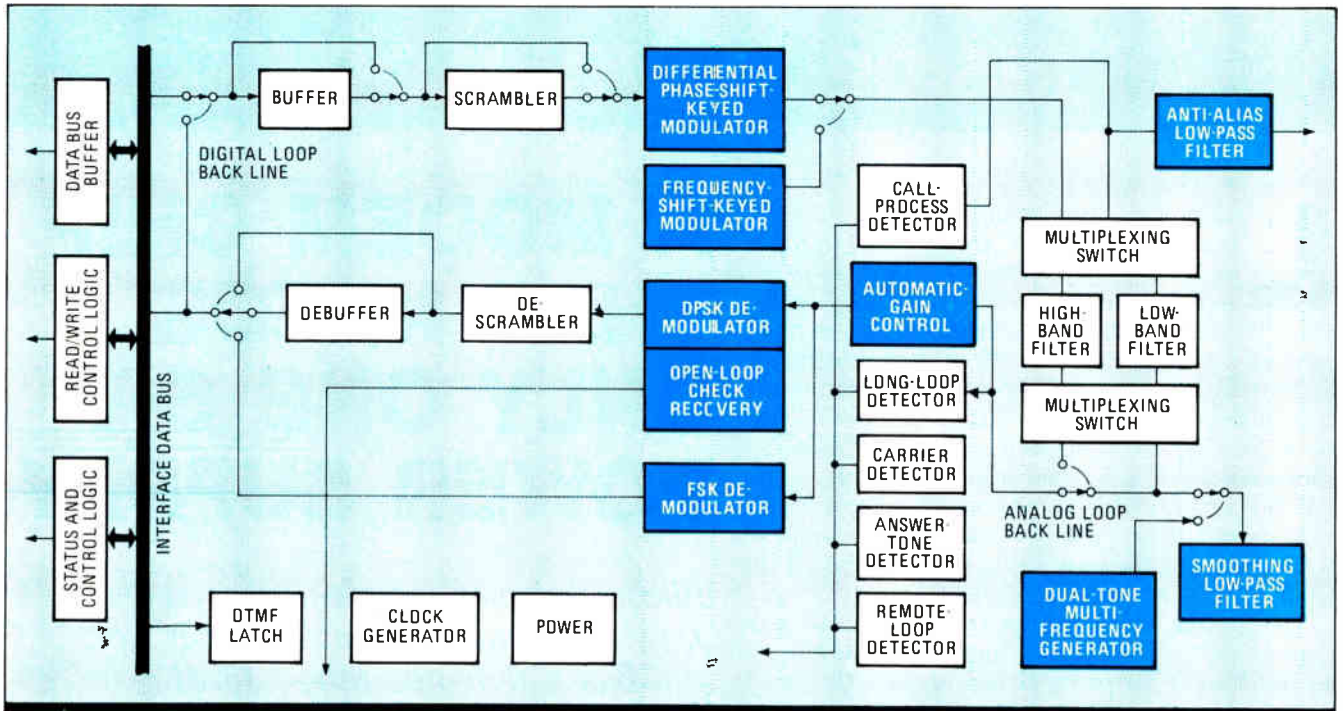 DATA BUS
BUFFER
READ/WRITE
CONTROL LOGIC
STATUS AND
CONTROL LOGIC
INTERFACE DATA BUS
BUFFER
SCRAMBLER
DIGITAL LOOP
BACK LINE
DIFFERENTIAL
PHASE-SHIFT-
KEYED
MODULATOR
FREQUENCY-
SHIFT-KEYED
MODULATOR
CALL-
PROCESS
DETECTOR
ANTI-ALIAS
LOW-PASS
FILTER
MULTIPLEXING
SWITCH
DEBUFFER
DE-
SCRAMBLER
DPSK DE-
MODULATOR
OPEN-LOOP
CHECK
RECOVERY
AUTOMATIC-
GAIN
CONTROL
HIGH-
BAND
FILTER
LOW-
BAND
FILTER
LONG-LOOP
DETECTOR
MULTIPLEXING
SWITCH
CARRIER
DETECTOR
FSK DE-
MODULATOR
ANALOG LOOP
BACK LINE
ANSWER-
TONE
DETECTOR
DTMF
LATCH
CLOCK
GENERATOR
POWER
REMOTE-
LOOP
DETECTOR
DUAL-TONE
MULTI-
FREQUENCY
GENERATOR
SMOOTHING
LOW-PASS
FILTER